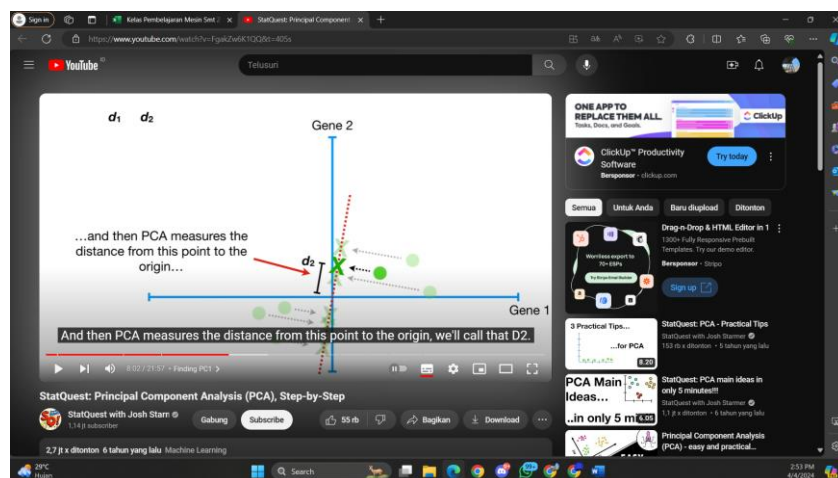 Sign in
Kelas Pembelajaran Mesin Smt 2
StatQuest: Principal Component
https://www.youtube.com/watch?v=FgakZw6K1QQ&t=405s
YouTube ID
Telusuri
d1 d2
Gene 2
...and then PCA measures the
distance from this point to the
origin...
d2
Gene 1
And then PCA measures the distance from this point to the origin, we'll call that D2.
8:02 / 21:57 • Finding PC1 >
StatQuest: Principal Component Analysis (PCA), Step-by-Step
StatQuest with Josh Starm
1,14 jt subscriber
Gabung
Subscribe
55 rb
Bagikan
Download
2,7 jt x ditonton 6 tahun yang lalu Machine Learning
ONE APP TO
REPLACE THEM ALL
Tasks, Docs, and Goals.
ClickUp
ClickUp™ Productivity
Software
Bersponsor · clickup.com
Try today
Semua
Untuk Anda
Baru diupload
Ditonton
Worriless export to
70+ ESPs
Drag-n-Drop & HTML Editor in 1
1300+ Fully Responsive Prebuilt
Templates. Try our demo editor.
Bersponsor · Stripo
Sign up
3 Practical Tips...
...for PCA
8.20
StatQuest: PCA - Practical Tips
StatQuest with Josh Starmer
153 rb x ditonton • 5 tahun yang lalu
PCA Main
Ideas...
..in only 5 m
6.05
StatQuest: PCA main ideas in
only 5 minutes!!!
StatQuest with Josh Starmer
1,1 jt x ditonton • 6 tahun yang lalu
Principal Component Analysis
(PCA) - easy and practical...
29°C
Hujan
Search
2:53 PM
4/4/2024